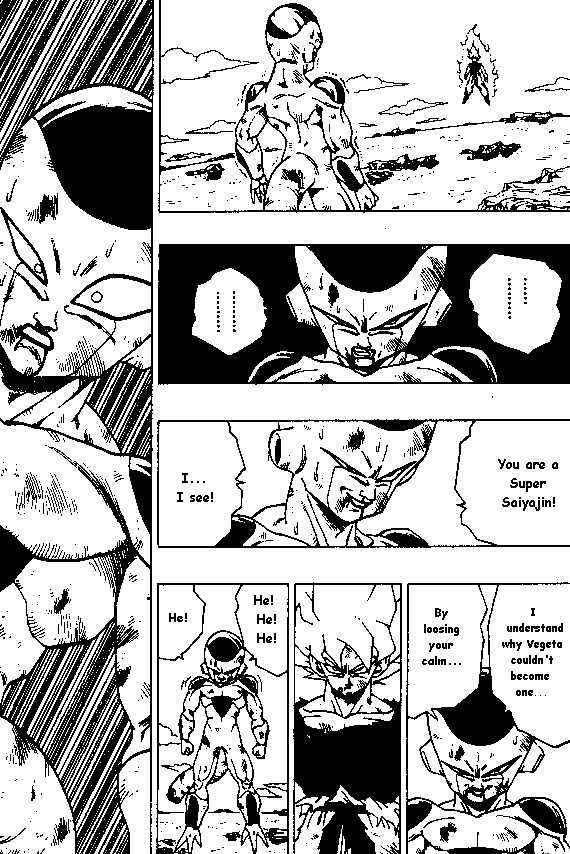 You are a
Super
Saiyajin!
I...
I see!
I
understand
why Vegeta
couldn't
become
one...
By
loosing
your
calm...
He!
He!
He!
He!